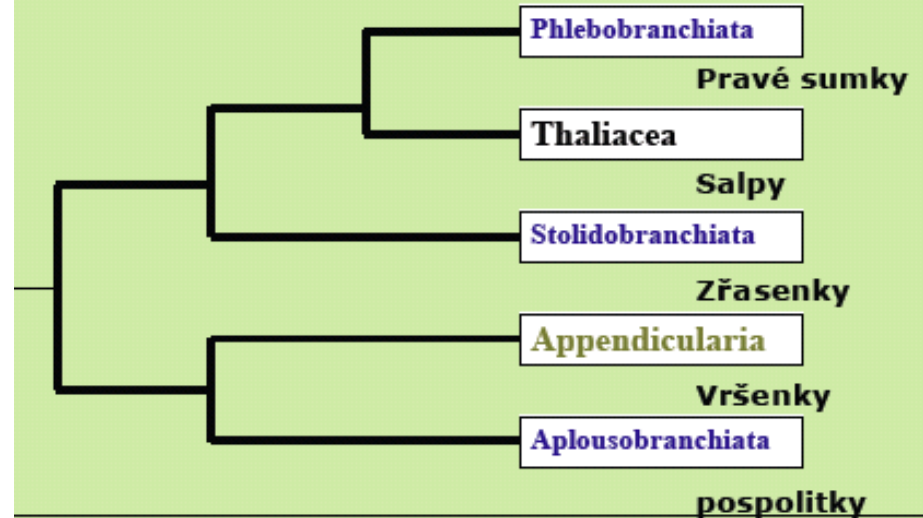 Phlebobranchiata
Pravé sumky
Thaliacea
Salpy
Stolidobranchiata
Zřasenky
Appendicularia
Vršenky
Aplousobranchiata
pospolitky